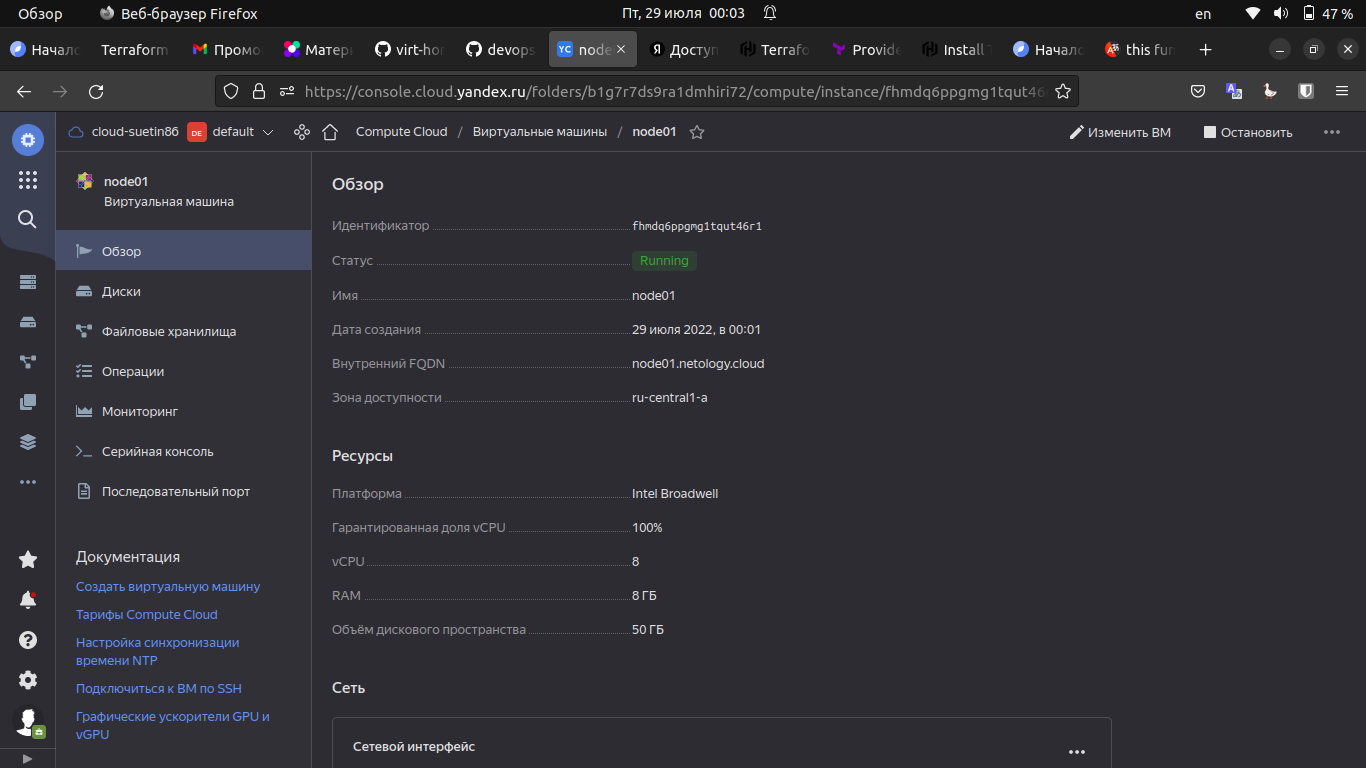 Обзор
Веб-браузер Firefox
Пт, 29 июля 00:03
en
47 %
Начало
Terraform
Промо
Матери
virt-hom
devops
YC node
Я Доступ
Terrafo
Provide
Install T
Начало
this fun
https://console.cloud.yandex.ru/folders/b1g7r7ds9ra1dmhiri72/compute/instance/fhmdq6ppgmg1tqut46
cloud-suetin86
DE default
Compute Cloud / Виртуальные машины / node01
Изменить ВМ
Остановить
node01
Виртуальная машина
Обзор
Диски
Файловые хранилища
Операции
Мониторинг
Серийная консоль
Последовательный порт
Документация
Создать виртуальную машину
Тарифы Compute Cloud
Настройка синхронизации
времени NTP
Подключиться к ВМ по SSH
Графические ускорители GPU и
vGPU
Обзор
Идентификатор fhmdq6ppgmg1tqut46r1
Статус Running
Имя node01
Дата создания 29 июля 2022, в 00:01
Внутренний FQDN node01.netology.cloud
Зона доступности ru-central1-a
Ресурсы
Платформа Intel Broadwell
Гарантированная доля vCPU 100%
vCPU 8
RAM 8 ГБ
Объём дискового пространства 50 ГБ
Сеть
Сетевой интерфейс